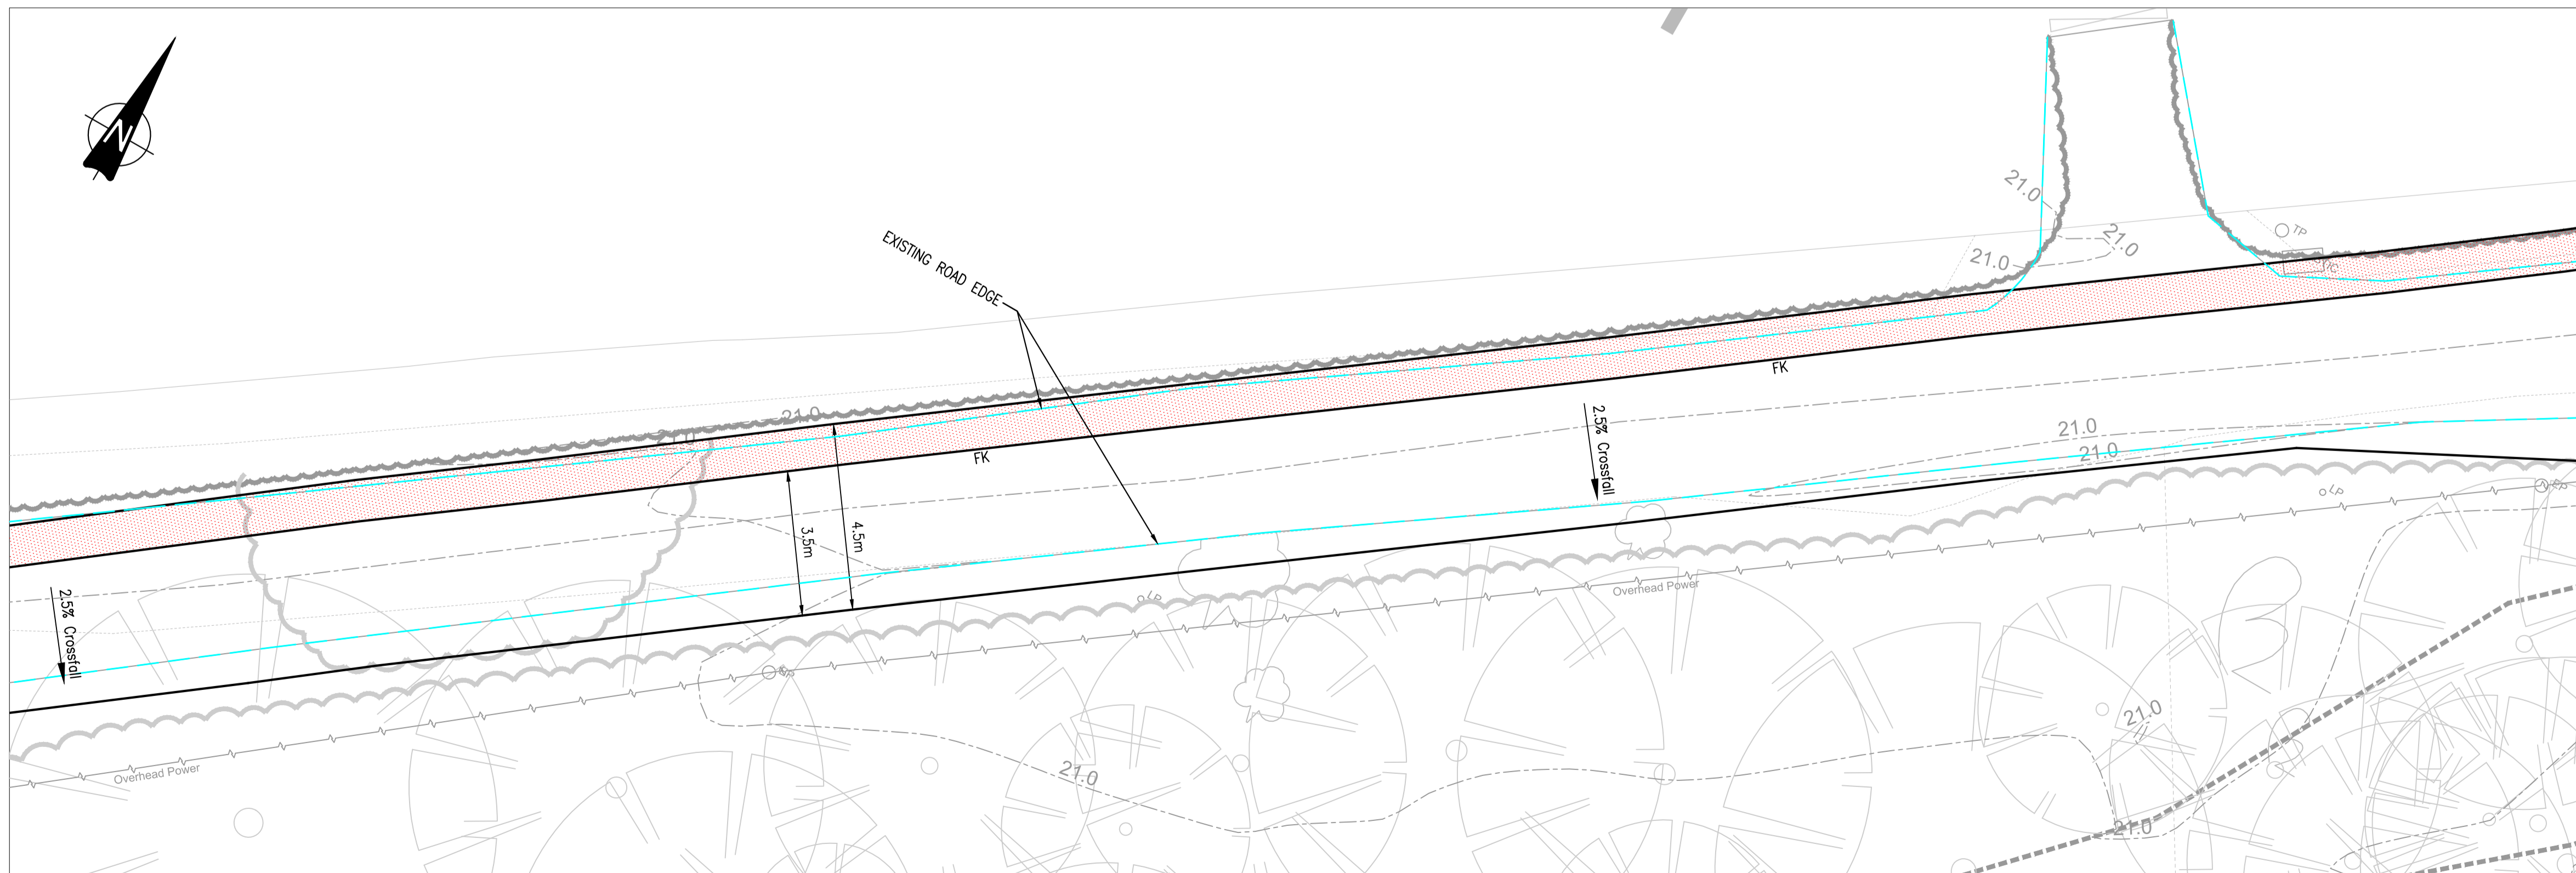 N
EXISTING ROAD EDGE
21.0
21.0
21.0
TP
21.0
21.0
FK
FK
3.5m
4.5m
2.5% Crossfall
21.0
21.0
LP
2.5% Crossfall
LP
Overhead Power
Overhead Power
21.0
21.0
21.0